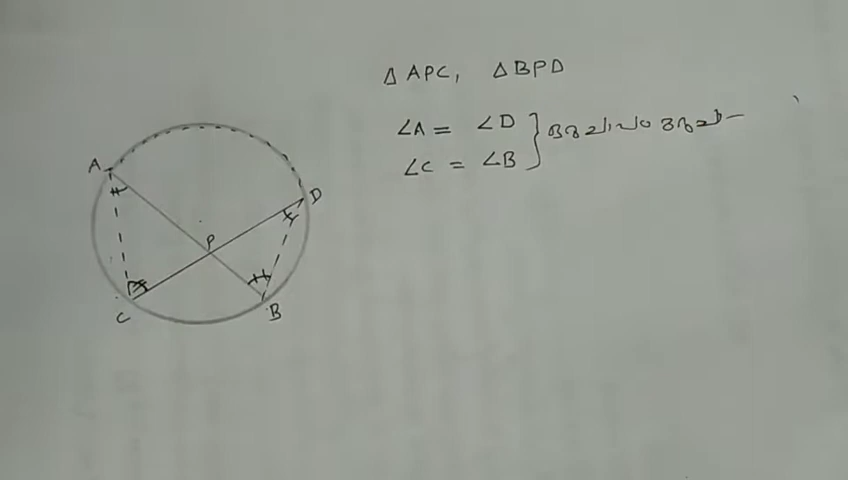 △ APC, △ BPD
∠A = ∠D
∠C = ∠B
A
D
P
C
B